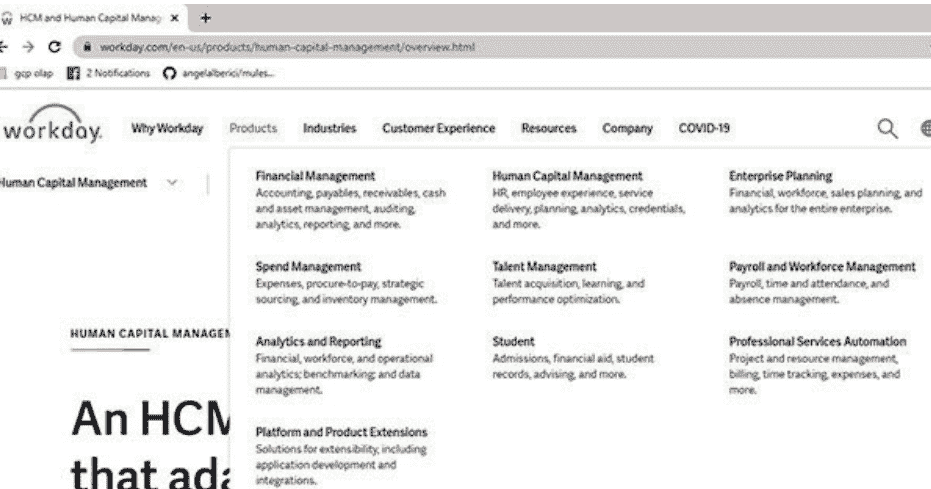 HCM and Human Capital Manag
workday.com/en-us/products/human-capital-management/overview.html
gcp olap
2 Notifications
angelalberici/mules...
workday.
Why Workday
Products
Industries
Customer Experience
Resources
Company
COVID-19
Human Capital Management
Financial Management
Accounting, payables, receivables, cash
and asset management, auditing,
analytics, reporting, and more.
Human Capital Management
HR, employee experience, service
delivery, planning, analytics, credentials,
and more.
Enterprise Planning
Financial, workforce, sales planning, and
analytics for the entire enterprise.
Spend Management
Expenses, procure-to-pay, strategic
sourcing, and inventory management.
Talent Management
Talent acquisition, learning, and
performance optimization.
Payroll and Workforce Management
Payroll, time and attendance, and
absence management.
Analytics and Reporting
Financial, workforce, and operational
analytics; benchmarking; and data
management.
Student
Admissions, financial aid, student
records, advising, and more.
Professional Services Automation
Project and resource management,
billing, time tracking, expenses, and
more.
Platform and Product Extensions
Solutions for extensibility, including
application development and
integrations.
HUMAN CAPITAL MANAGEM
An HCM
that ada